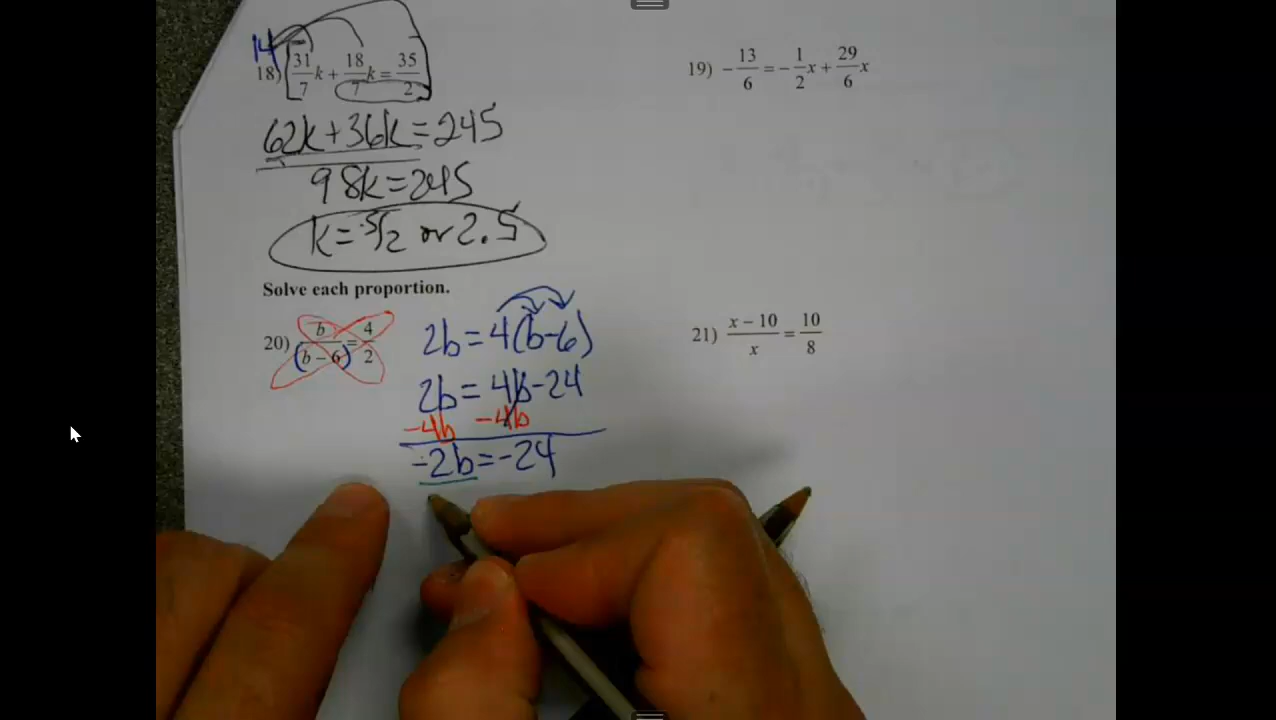 14
18) 31/7 k + 18/7 k = 35/2
62k+36k=245
98k=245
k=5/2 or 2.5
Solve each proportion.
20) b/(b − 6) = 4/2
2b=4(b-6)
2b=4b-24
-4b -4b
-2b=-24
19) −13/6 = −1/2 x + 29/6 x
21) x − 10/x = 10/8